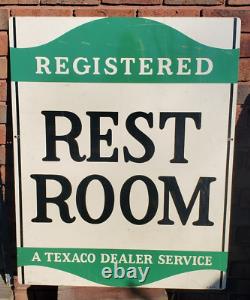 REGISTERED
REST
ROOM
A TEXACO DEALER SERVICE